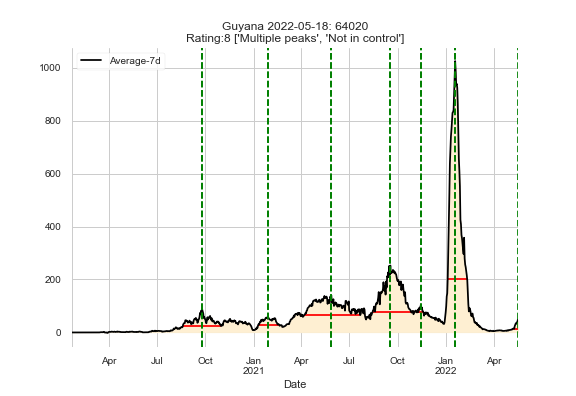 Guyana 2022-05-18: 64020
Rating:8 ['Multiple peaks', 'Not in control']
Average-7d
1000
800
600
400
200
0
Apr Jul Oct Jan Apr Jul Oct Jan Apr
2021 2022
Date